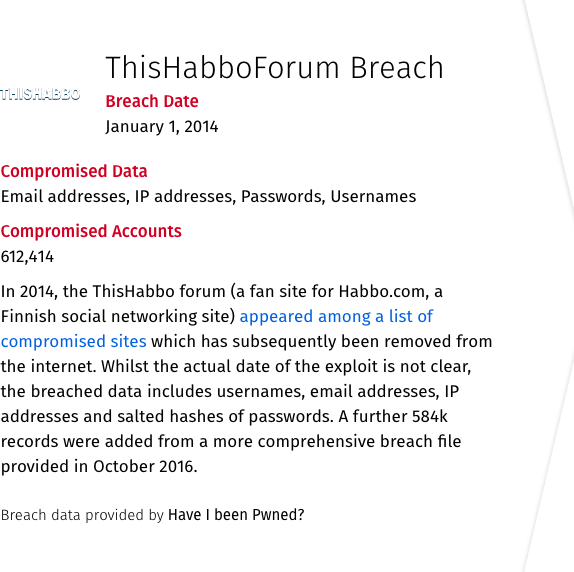 ThisHabboForum Breach
THISHABBO
Breach Date
January 1, 2014
Compromised Data
Email addresses, IP addresses, Passwords, Usernames
Compromised Accounts
612,414
In 2014, the ThisHabbo forum (a fan site for Habbo.com, a
Finnish social networking site) appeared among a list of
compromised sites which has subsequently been removed from
the internet. Whilst the actual date of the exploit is not clear,
the breached data includes usernames, email addresses, IP
addresses and salted hashes of passwords. A further 584k
records were added from a more comprehensive breach file
provided in October 2016.
Breach data provided by Have I been Pwned?